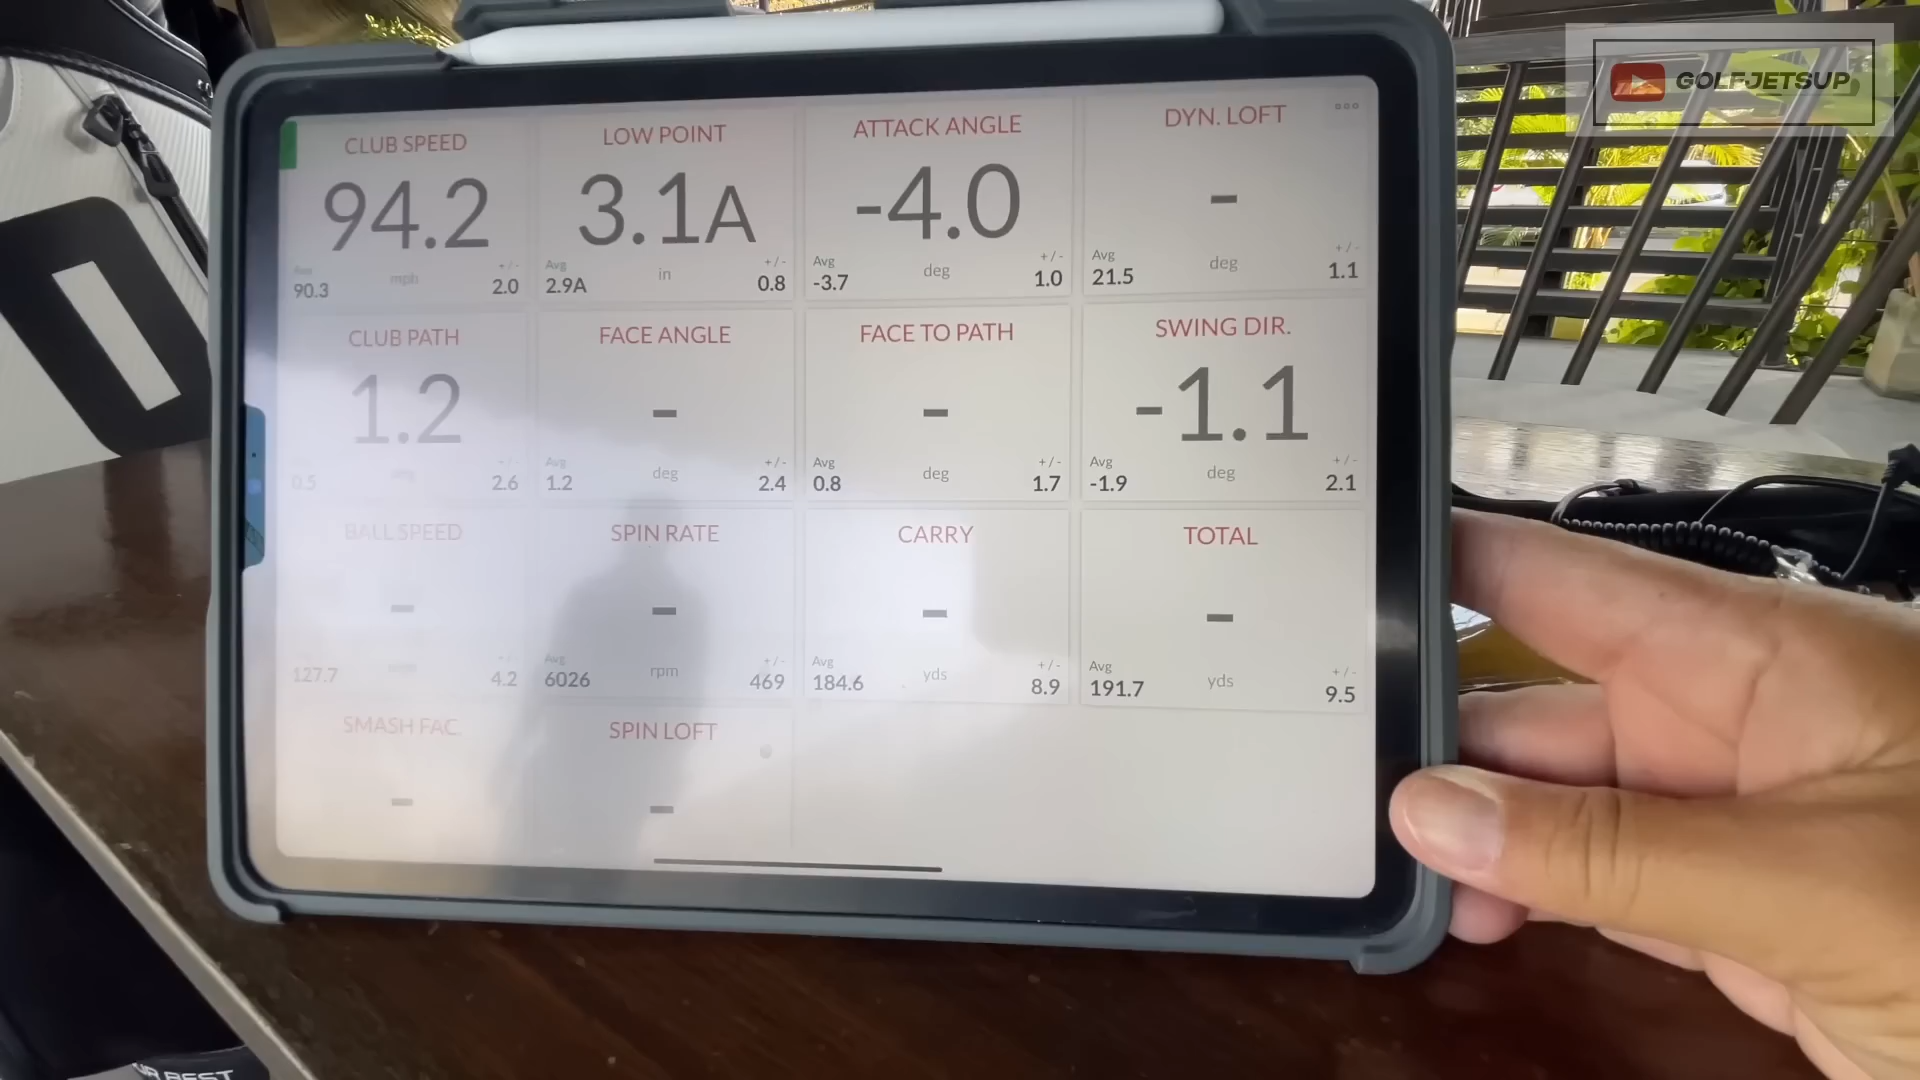 GOLFJETSUP
CLUB SPEED
94.2
Avg mph +/-
90.3 2.0
LOW POINT
3.1A
Avg in +/-
2.9A 0.8
ATTACK ANGLE
-4.0
Avg deg +/-
-3.7 1.0
DYN. LOFT
-
Avg deg +/-
21.5 1.1
CLUB PATH
1.2
deg +/-
0.5 2.6
FACE ANGLE
-
Avg deg +/-
1.2 2.4
FACE TO PATH
-
Avg deg +/-
0.8 1.7
SWING DIR.
-1.1
Avg deg +/-
-1.9 2.1
BALL SPEED
-
mph +/-
127.7 4.2
SPIN RATE
-
Avg rpm +/-
6026 469
CARRY
-
Avg yds +/-
184.6 8.9
TOTAL
-
Avg yds +/-
191.7 9.5
SMASH FAC.
-
SPIN LOFT
-
BEST